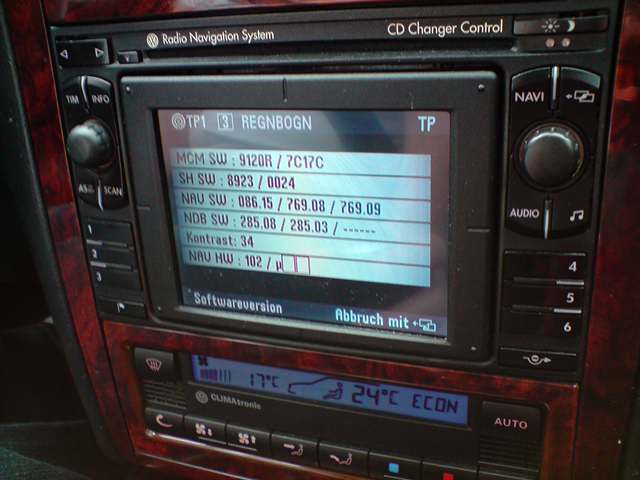 Radio Navigation System
CD Changer Control
TIM INFO
AS SCAN
1
2
3
TP1 3 REGNBOGN TP
MCM SW : 9120R / 7C17C
SH SW : 8923 / 0024
NAV SW : 086.15 / 769.08 / 769.09
NDB SW : 285.08 / 285.03 / ------
Kontrast: 34
NAV HW : 102 / µ
Softwareversion
Abbruch mit
NAVI
AUDIO
4
5
6
17°C 24°C ECON
CLIMAtronic
AUTO